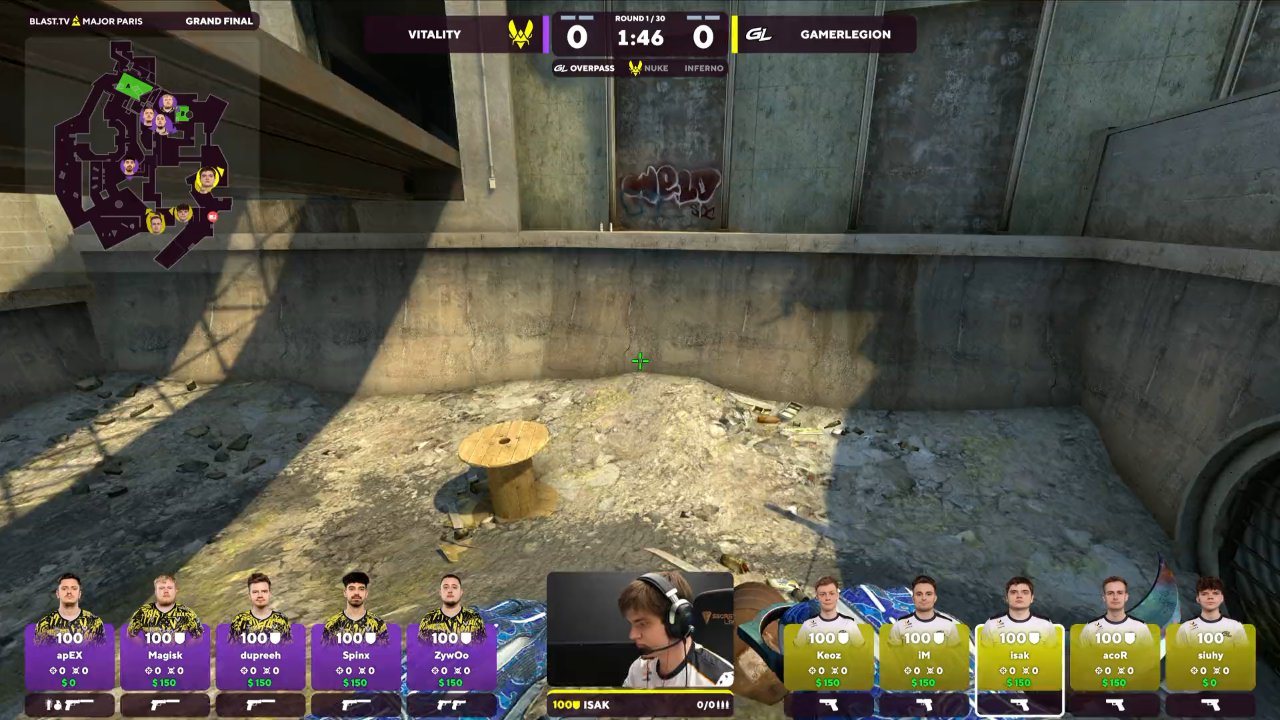 BLAST.TV MAJOR PARIS GRAND FINAL
VITALITY 0 ROUND 1 / 30 1:46 0 GL GAMERLEGION
GL OVERPASS NUKE INFERNO
WELD
100 100 100 100 100 100 100 100 100 100
apEX Magisk dupreeh Spinx ZywOo Keoz iM isak acoR siuhy
0 0 0 0 0 0 0 0 0 0 0 0 0 0 0 0 0 0 0 0
$0 $150 $150 $150 $150 $150 $150 $150 $150 $0
100 ISAK 0/0